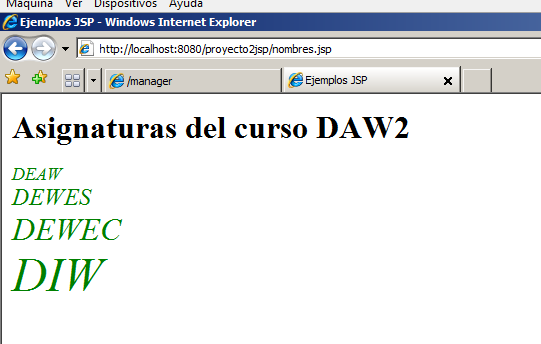 Máquina Ver Dispositivos Ayuda
Ejemplos JSP - Windows Internet Explorer
http://localhost:8080/proyecto2jsp/nombres.jsp
/manager
Ejemplos JSP
Asignaturas del curso DAW2
DEAW
DEWES
DEWEC
DIW